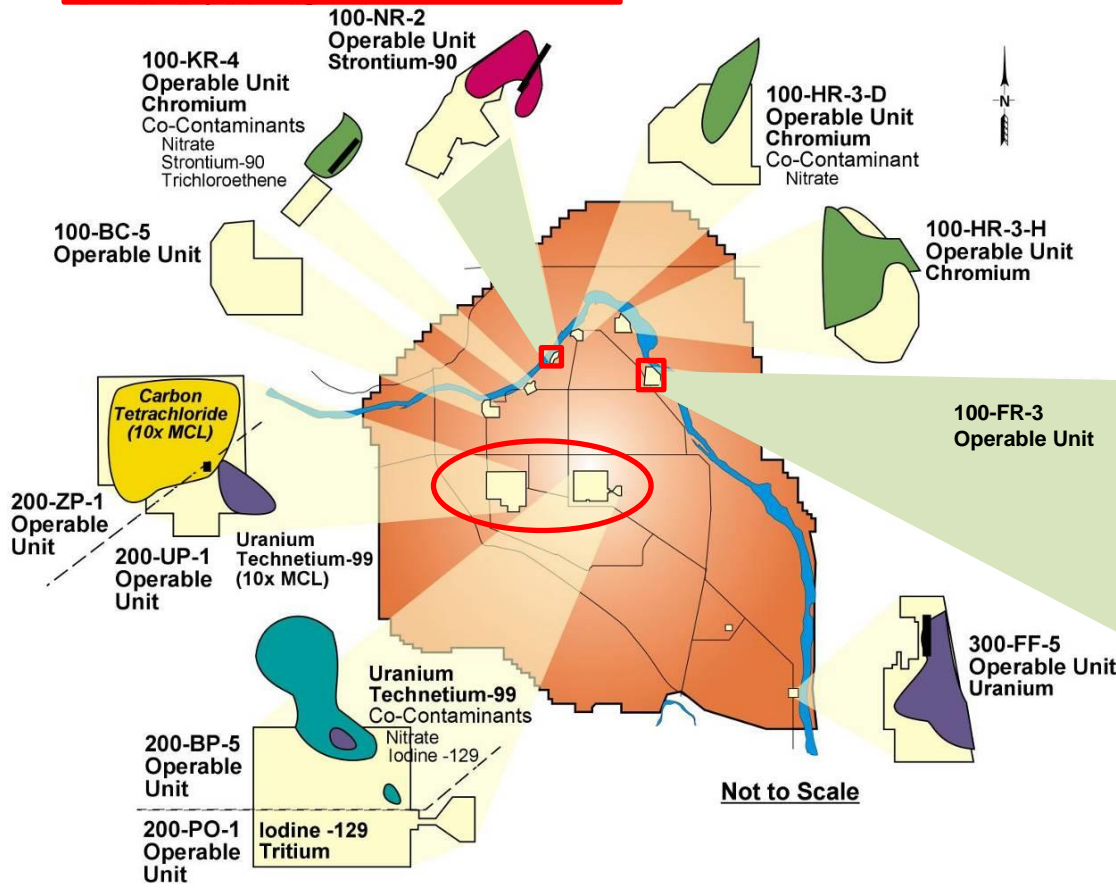 100-NR-2
Operable Unit
Strontium-90
100-KR-4
Operable Unit
Chromium
Co-Contaminants
Nitrate
Strontium-90
Trichloroethene
100-HR-3-D
Operable Unit
Chromium
Co-Contaminant
Nitrate
N
100-BC-5
Operable Unit
100-HR-3-H
Operable Unit
Chromium
Carbon
Tetrachloride
(10x MCL)
100-FR-3
Operable Unit
200-ZP-1
Operable
Unit
200-UP-1
Operable
Unit
Uranium
Technetium-99
(10x MCL)
300-FF-5
Operable Unit
Uranium
Uranium
Technetium-99
Co-Contaminants
Nitrate
Iodine -129
200-BP-5
Operable
Unit
Not to Scale
200-PO-1
Operable
Unit
Iodine -129
Tritium